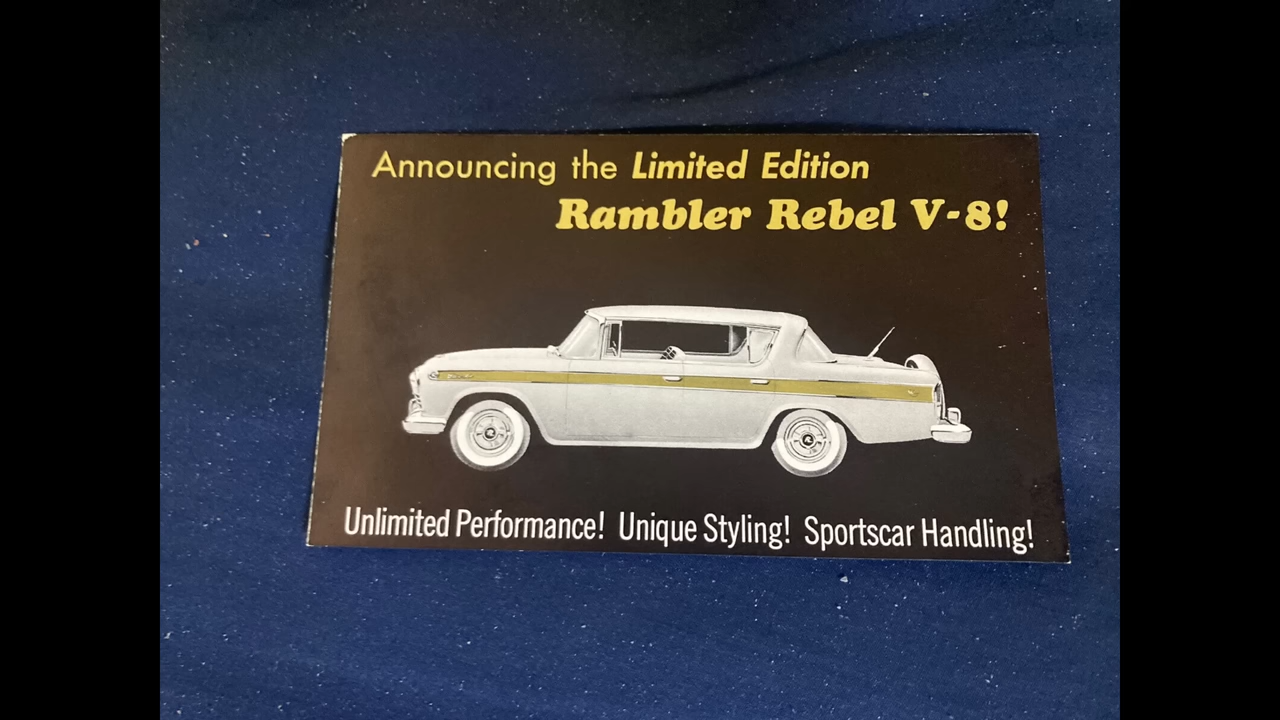 Announcing the Limited Edition
Rambler Rebel V-8!
Unlimited Performance! Unique Styling! Sportscar Handling!